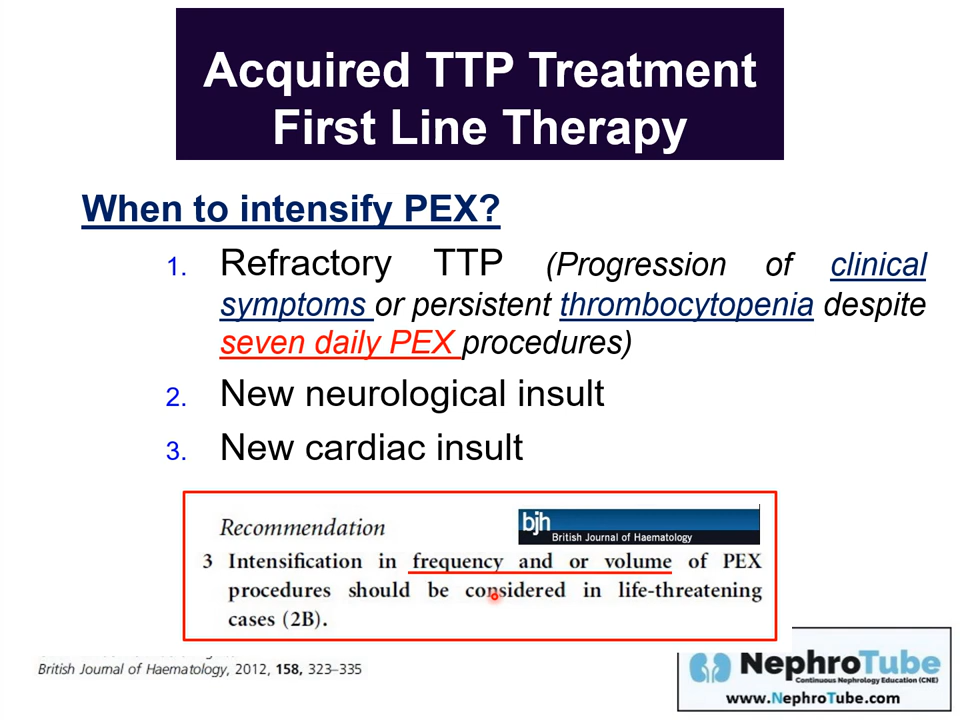 Acquired TTP Treatment
First Line Therapy
When to intensify PEX?
1. Refractory TTP (Progression of clinical
symptoms or persistent thrombocytopenia despite
seven daily PEX procedures)
2. New neurological insult
3. New cardiac insult
Recommendation
bjh
British Journal of Haematology
3 Intensification in frequency and or volume of PEX
procedures should be considered in life-threatening
cases (2B).
British Journal of Haematology, 2012, 158, 323–335
NephroTube
Continuous Nephrology Education (CNE)
www.NephroTube.com